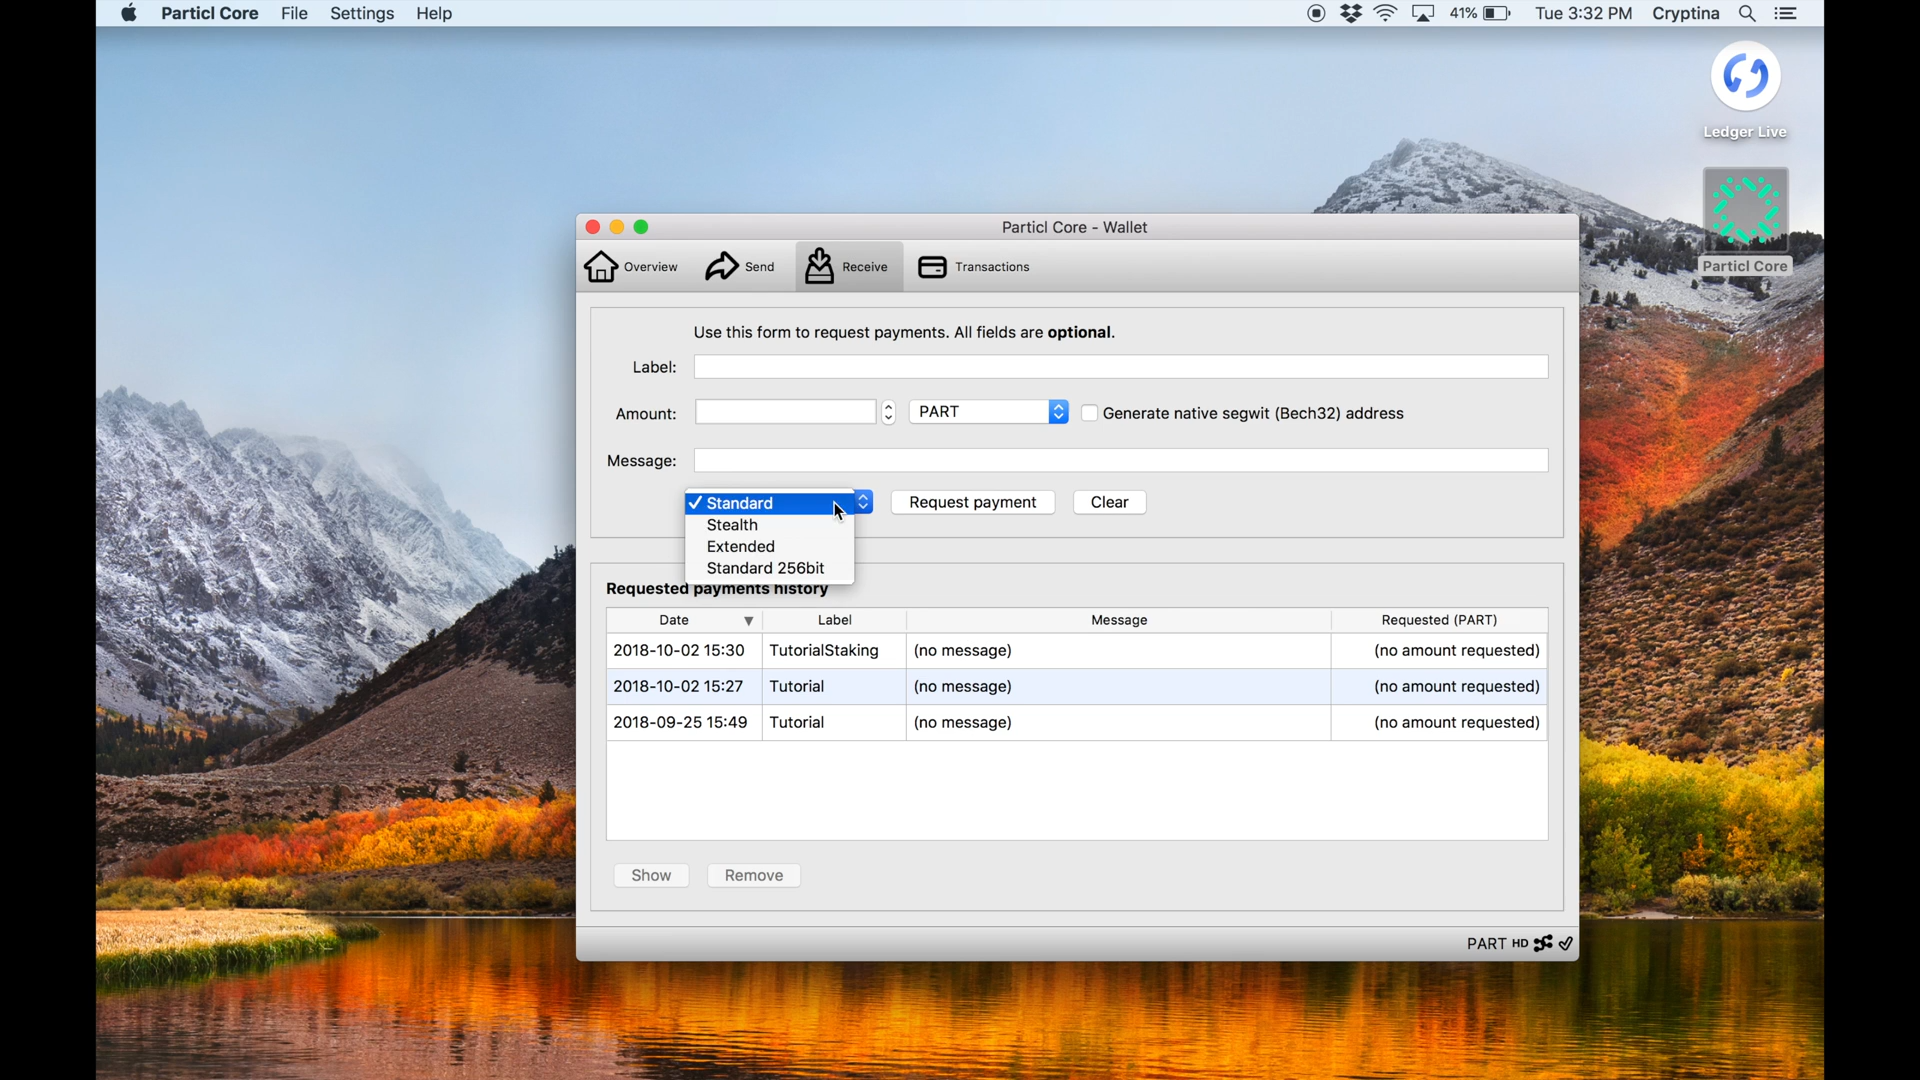 Particl Core File Settings Help 41% Tue 3:32 PM Cryptina
Ledger Live
Particl Core
Particl Core - Wallet
Overview Send Receive Transactions
Use this form to request payments. All fields are optional.
Label:
Amount: PART Generate native segwit (Bech32) address
Message:
✓ Standard Request payment Clear
Stealth
Extended
Standard 256bit
Requested payments history
Date ▼ Label Message Requested (PART)
2018-10-02 15:30 TutorialStaking (no message) (no amount requested)
2018-10-02 15:27 Tutorial (no message) (no amount requested)
2018-09-25 15:49 Tutorial (no message) (no amount requested)
Show Remove
PART HD